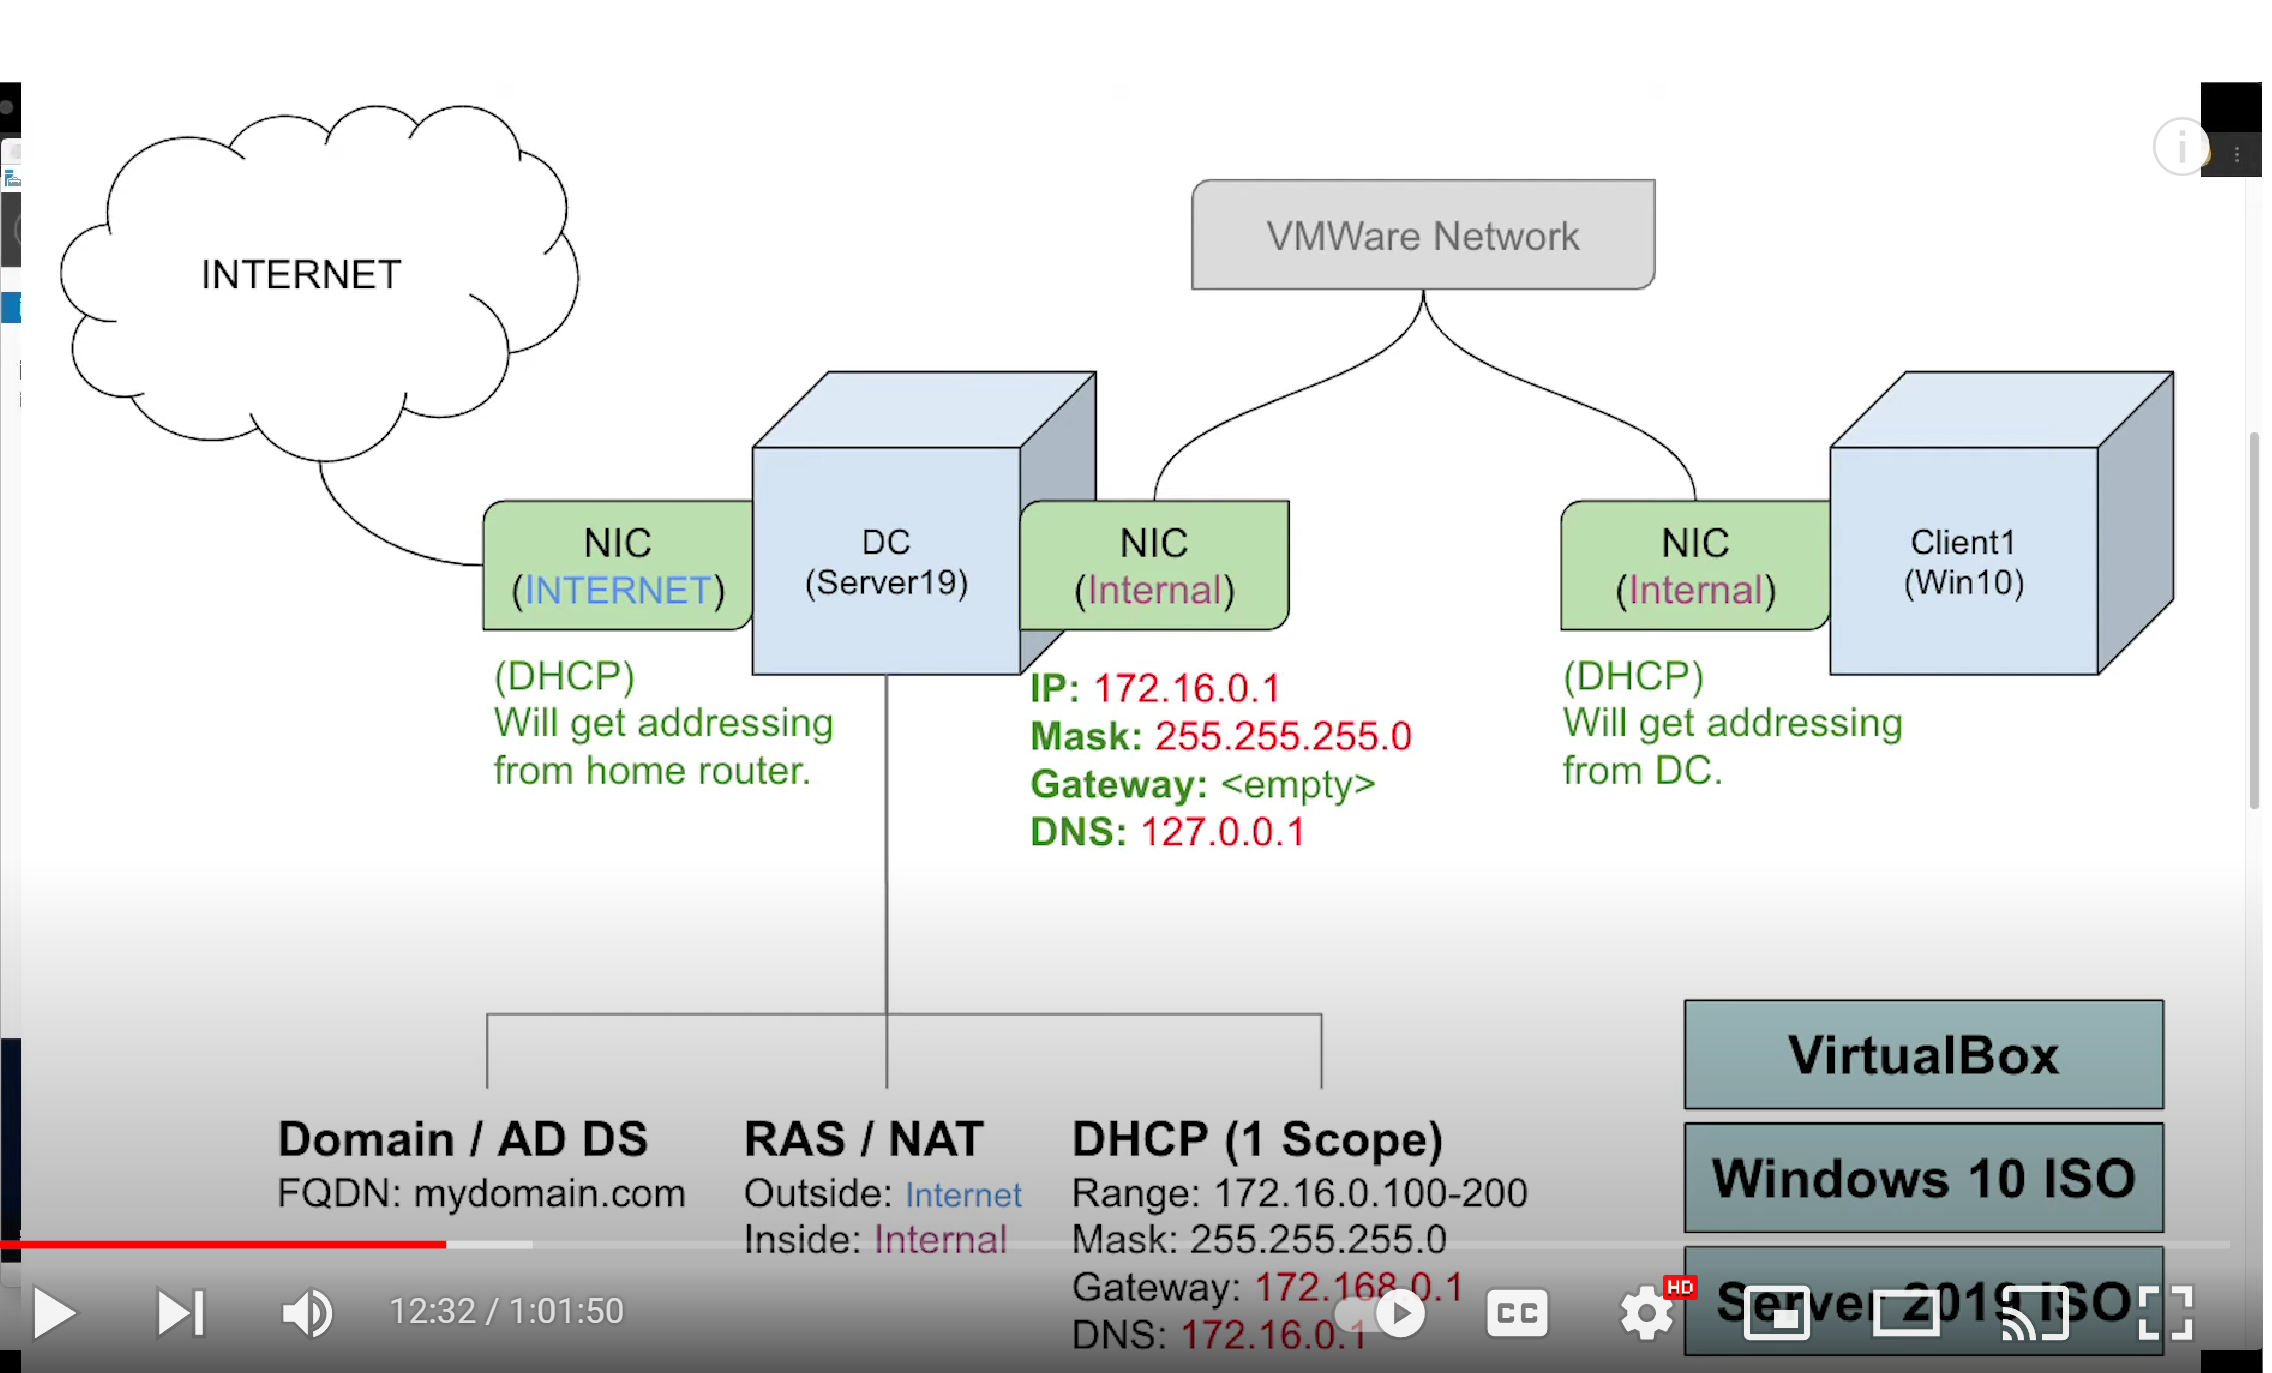 INTERNET
VMWare Network
NIC
(INTERNET)
DC
(Server19)
NIC
(Internal)
NIC
(Internal)
Client1
(Win10)
(DHCP)
Will get addressing
from home router.
IP: 172.16.0.1
Mask: 255.255.255.0
Gateway: <empty>
DNS: 127.0.0.1
(DHCP)
Will get addressing
from DC.
Domain / AD DS
FQDN: mydomain.com
RAS / NAT
Outside: Internet
Inside: Internal
DHCP (1 Scope)
Range: 172.16.0.100-200
Mask: 255.255.255.0
Gateway: 172.168.0.1
DNS: 172.16.0.1
VirtualBox
Windows 10 ISO
Server 2019 ISO
12:32 / 1:01:50
CC
HD